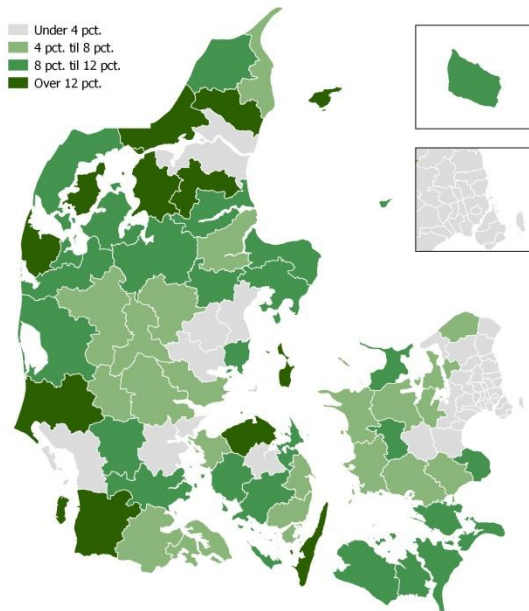 Under 4 pct.
4 pct. til 8 pct.
8 pct. til 12 pct.
Over 12 pct.